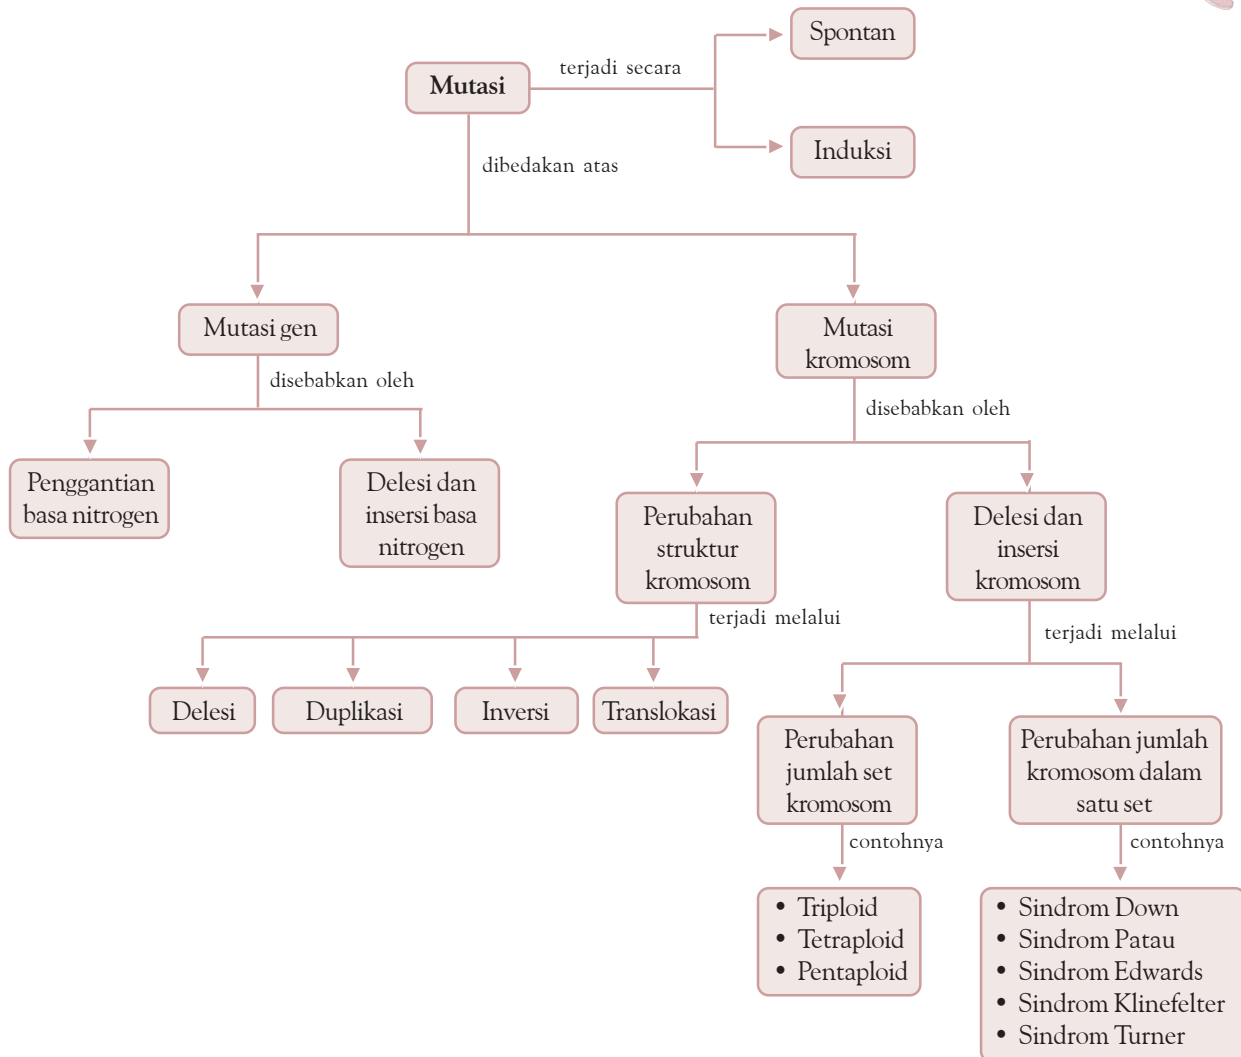 Spontan
terjadi secara
Mutasi
Induksi
dibedakan atas
Mutasi gen
Mutasi
kromosom
disebabkan oleh
disebabkan oleh
Penggantian
basa nitrogen
Delesi dan
insersi basa
nitrogen
Perubahan
struktur
kromosom
Delesi dan
insersi
kromosom
terjadi melalui
terjadi melalui
Delesi
Duplikasi
Inversi
Translokasi
Perubahan
jumlah set
kromosom
Perubahan jumlah
kromosom dalam
satu set
contohnya
contohnya
• Triploid
• Tetraploid
• Pentaploid
• Sindrom Down
• Sindrom Patau
• Sindrom Edwards
• Sindrom Klinefelter
• Sindrom Turner